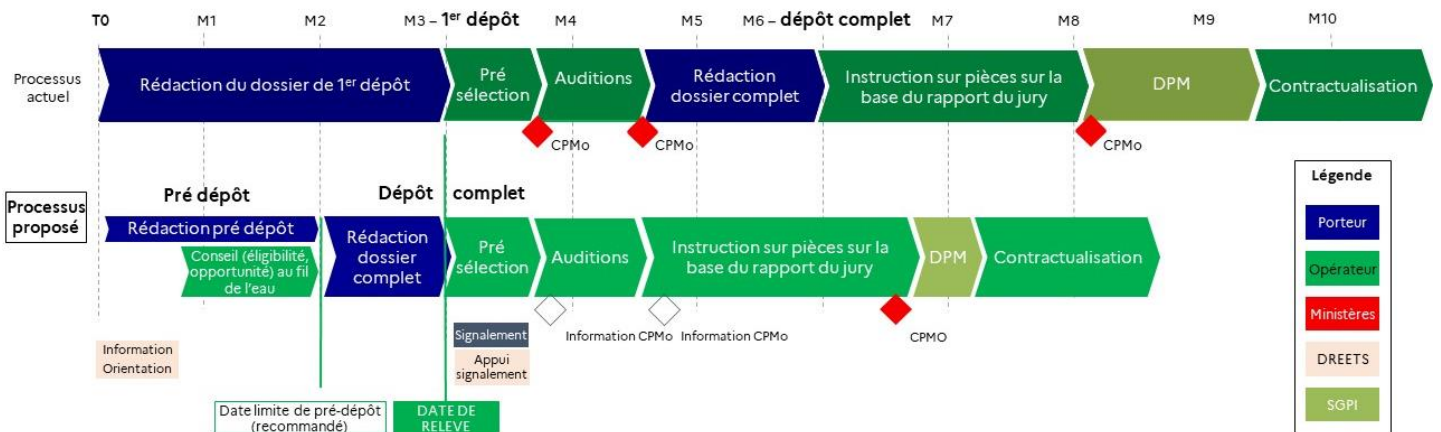 T0
M1
M2
M3 – 1er dépôt
M4
M5
M6 – dépôt complet
M7
M8
M9
M10
Processus
actuel
Rédaction du dossier de 1er dépôt
Pré
sélection
Auditions
Rédaction
dossier complet
Instruction sur pièces sur la
base du rapport du jury
DPM
Contractualisation
CPMo
CPMo
CPMo
Processus
proposé
Pré dépôt
Dépôt complet
Rédaction pré dépôt
Conseil (éligibilité,
opportunité) au fil
de l'eau
Rédaction
dossier
complet
Pré
sélection
Auditions
Instruction sur pièces sur la
base du rapport du jury
DPM
Contractualisation
Information
Orientation
Signalement
Appui
signalement
Information CPMo
Information CPMo
CPMO
Date limite de pré-dépôt
(recommandé)
DATE DE
RELEVE
Légende
Porteur
Opérateur
Ministères
DREETS
SGPI